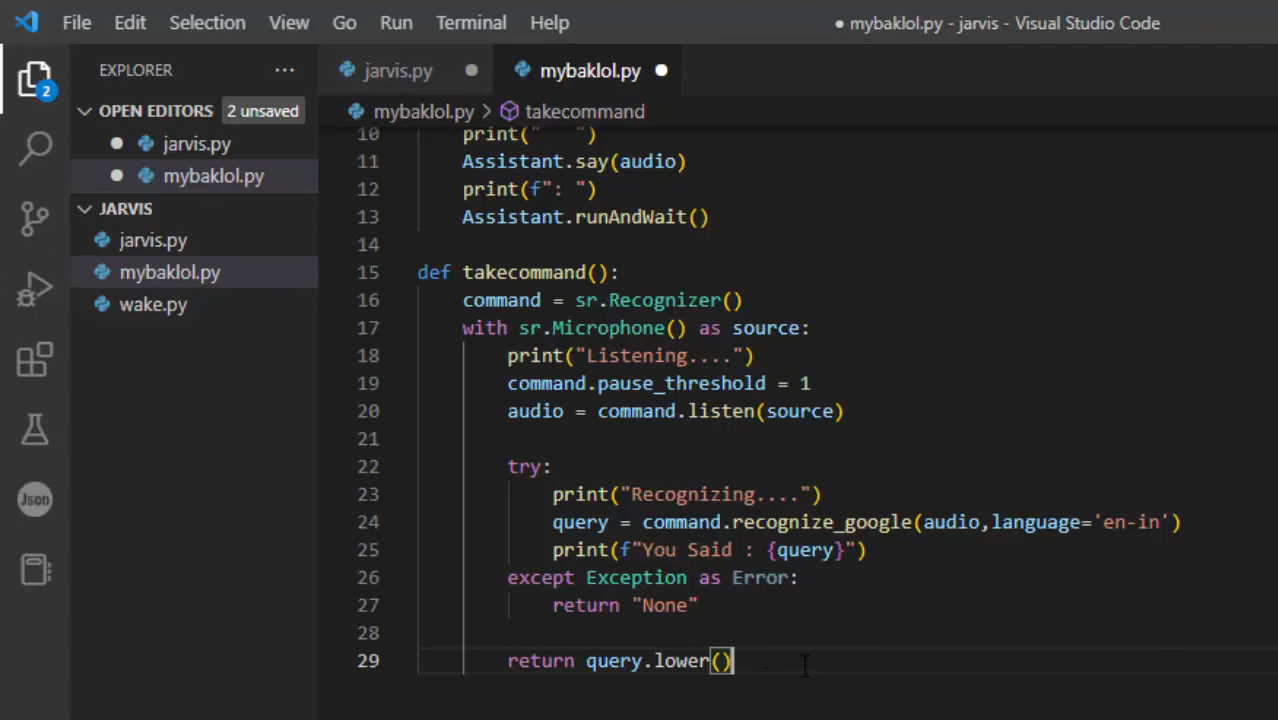 File Edit Selection View Go Run Terminal Help ● mybaklol.py - jarvis - Visual Studio Code
EXPLORER ...
jarvis.py ●
mybaklol.py ●
2
OPEN EDITORS 2 unsaved
mybaklol.py > takecommand
● jarvis.py
● mybaklol.py
JARVIS
jarvis.py
mybaklol.py
wake.py
Json
10 print(" ")
11 Assistant.say(audio)
12 print(f": ")
13 Assistant.runAndWait()
14
15 def takecommand():
16 command = sr.Recognizer()
17 with sr.Microphone() as source:
18 print("Listening....")
19 command.pause_threshold = 1
20 audio = command.listen(source)
21
22 try:
23 print("Recognizing....")
24 query = command.recognize_google(audio,language='en-in')
25 print(f"You Said : {query}")
26 except Exception as Error:
27 return "None"
28
29 return query.lower()